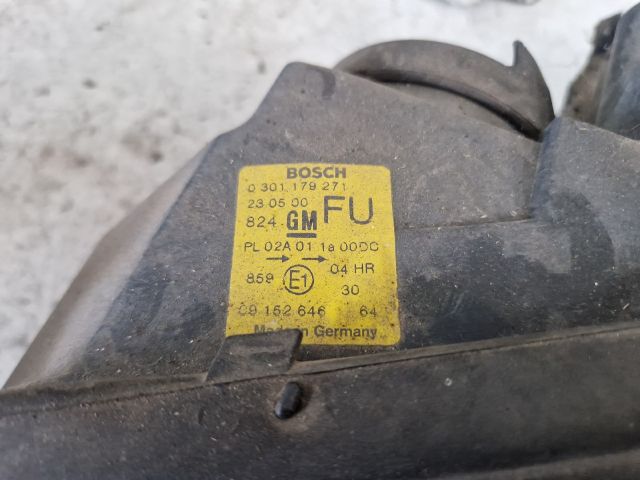 BOSCH
0 301 179 271
23 05 00
824 GM FU
PL 02A 01 1a 00DC
→ →
859 E1 04 HR
30
09 152 646 64
Made in Germany